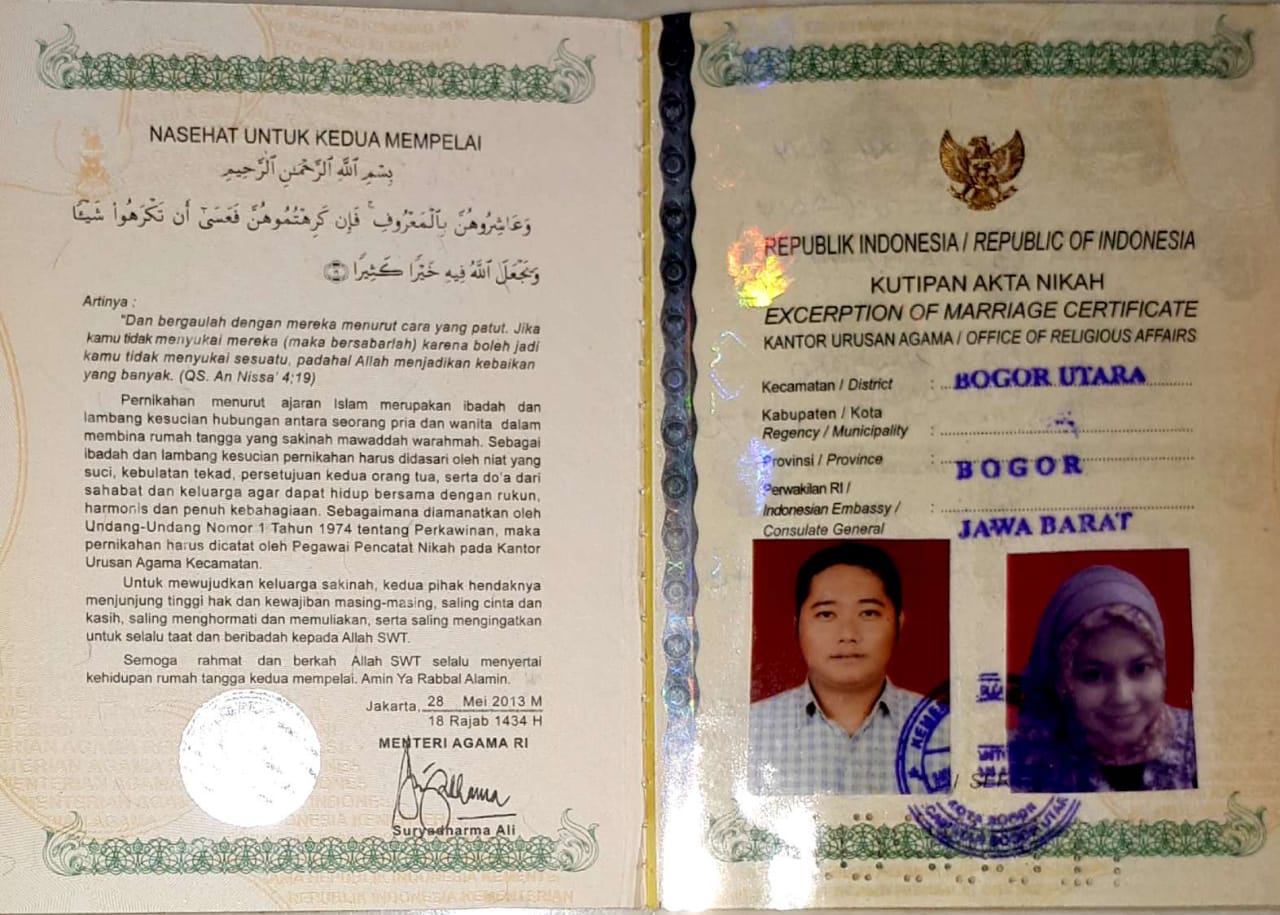 NASEHAT UNTUK KEDUA MEMPELAI
بِسْمِ ٱللَّهِ ٱلرَّحْمَٰنِ ٱلرَّحِيمِ
وَعَاشِرُوهُنَّ بِٱلْمَعْرُوفِ ۚ فَإِن كَرِهْتُمُوهُنَّ فَعَسَىٰٓ أَن تَكْرَهُوا۟ شَيْـًٔا
وَيَجْعَلَ ٱللَّهُ فِيهِ خَيْرًا كَثِيرًا
Artinya :
"Dan bergaulah dengan mereka menurut cara yang patut. Jika
kamu tidak menyukai mereka (maka bersabarlah) karena boleh jadi
kamu tidak menyukai sesuatu, padahal Allah menjadikan kebaikan
yang banyak. (QS. An Nissa' 4;19)
Pernikahan menurut ajaran Islam merupakan ibadah dan
lambang kesucian hubungan antara seorang pria dan wanita dalam
membina rumah tangga yang sakinah mawaddah warahmah. Sebagai
ibadah dan lambang kesucian pernikahan harus didasari oleh niat yang
suci, kebulatan tekad, persetujuan kedua orang tua, serta do'a dari
sahabat dan keluarga agar dapat hidup bersama dengan rukun,
harmonis dan penuh kebahagiaan. Sebagaimana diamanatkan oleh
Undang-Undang Nomor 1 Tahun 1974 tentang Perkawinan, maka
pernikahan harus dicatat oleh Pegawai Pencatat Nikah pada Kantor
Urusan Agama Kecamatan.
Untuk mewujudkan keluarga sakinah, kedua pihak hendaknya
menjunjung tinggi hak dan kewajiban masing-masing, saling cinta dan
kasih, saling menghormati dan memuliakan, serta saling mengingatkan
untuk selalu taat dan beribadah kepada Allah SWT.
Semoga rahmat dan berkah Allah SWT selalu menyertai
kehidupan rumah tangga kedua mempelai. Amin Ya Rabbal Alamin.
Jakarta, 28 Mei 2013 M
18 Rajab 1434 H
MENTERI AGAMA RI
Suryadharma Ali
REPUBLIK INDONESIA / REPUBLIC OF INDONESIA
KUTIPAN AKTA NIKAH
EXCERPTION OF MARRIAGE CERTIFICATE
KANTOR URUSAN AGAMA / OFFICE OF RELIGIOUS AFFAIRS
Kecamatan / District : BOGOR UTARA
Kabupaten / Kota
Regency / Municipality :
Provinsi / Province : BOGOR
Perwakilan RI /
Indonesian Embassy / :
Consulate General JAWA BARAT
KOTA BOGOR